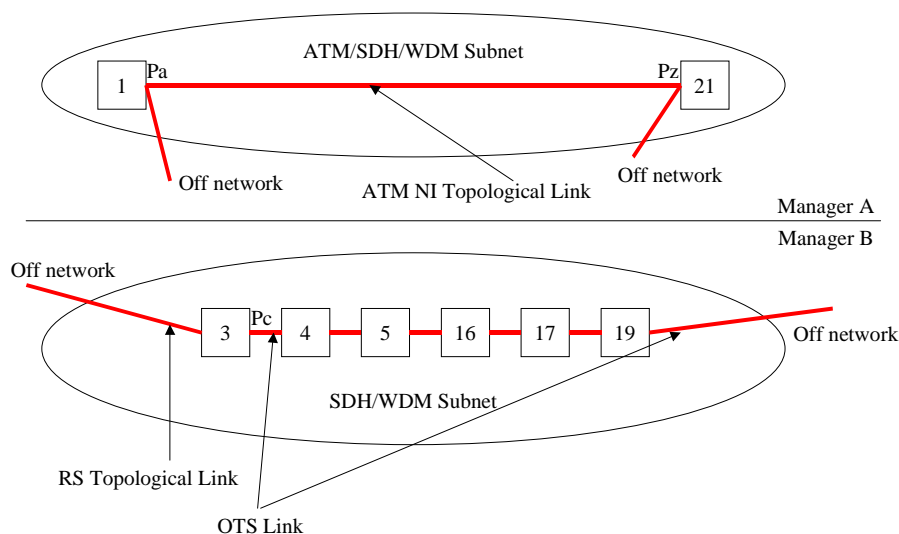 ATM/SDH/WDM Subnet
Pa
Pz
1
21
Off network
ATM NI Topological Link
Off network
Manager A
Manager B
Off network
Pc
3
4
5
16
17
19
Off network
SDH/WDM Subnet
RS Topological Link
OTS Link